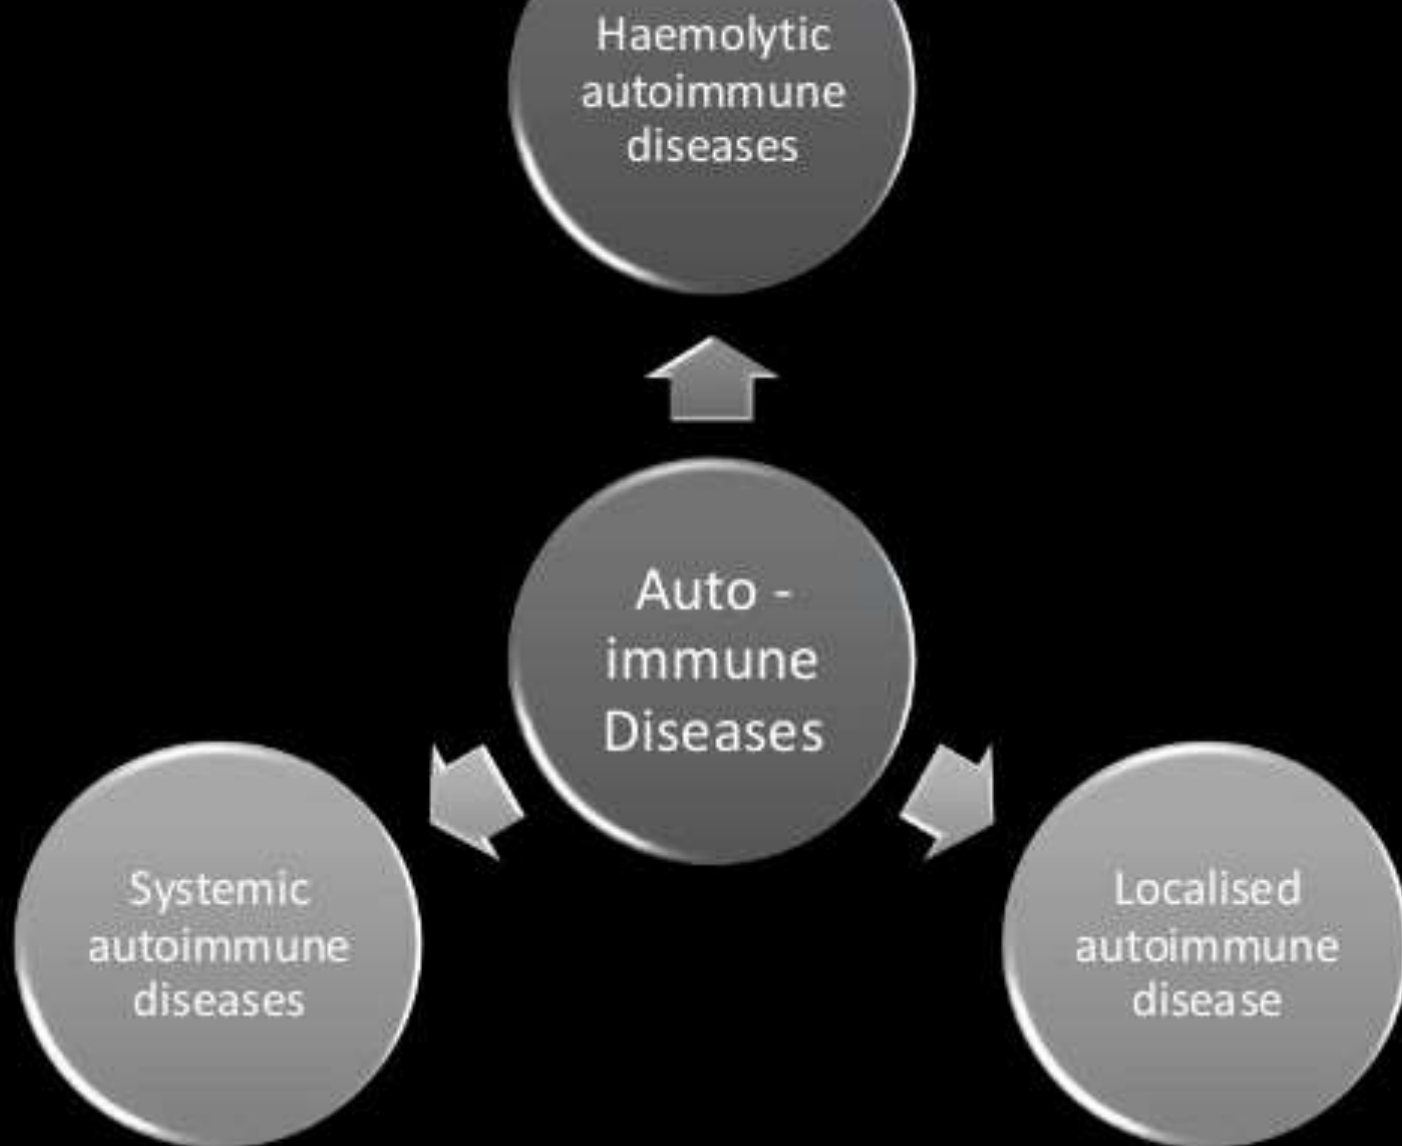 Haemolytic
autoimmune
diseases
Auto -
immune
Diseases
Systemic
autoimmune
diseases
Localised
autoimmune
disease